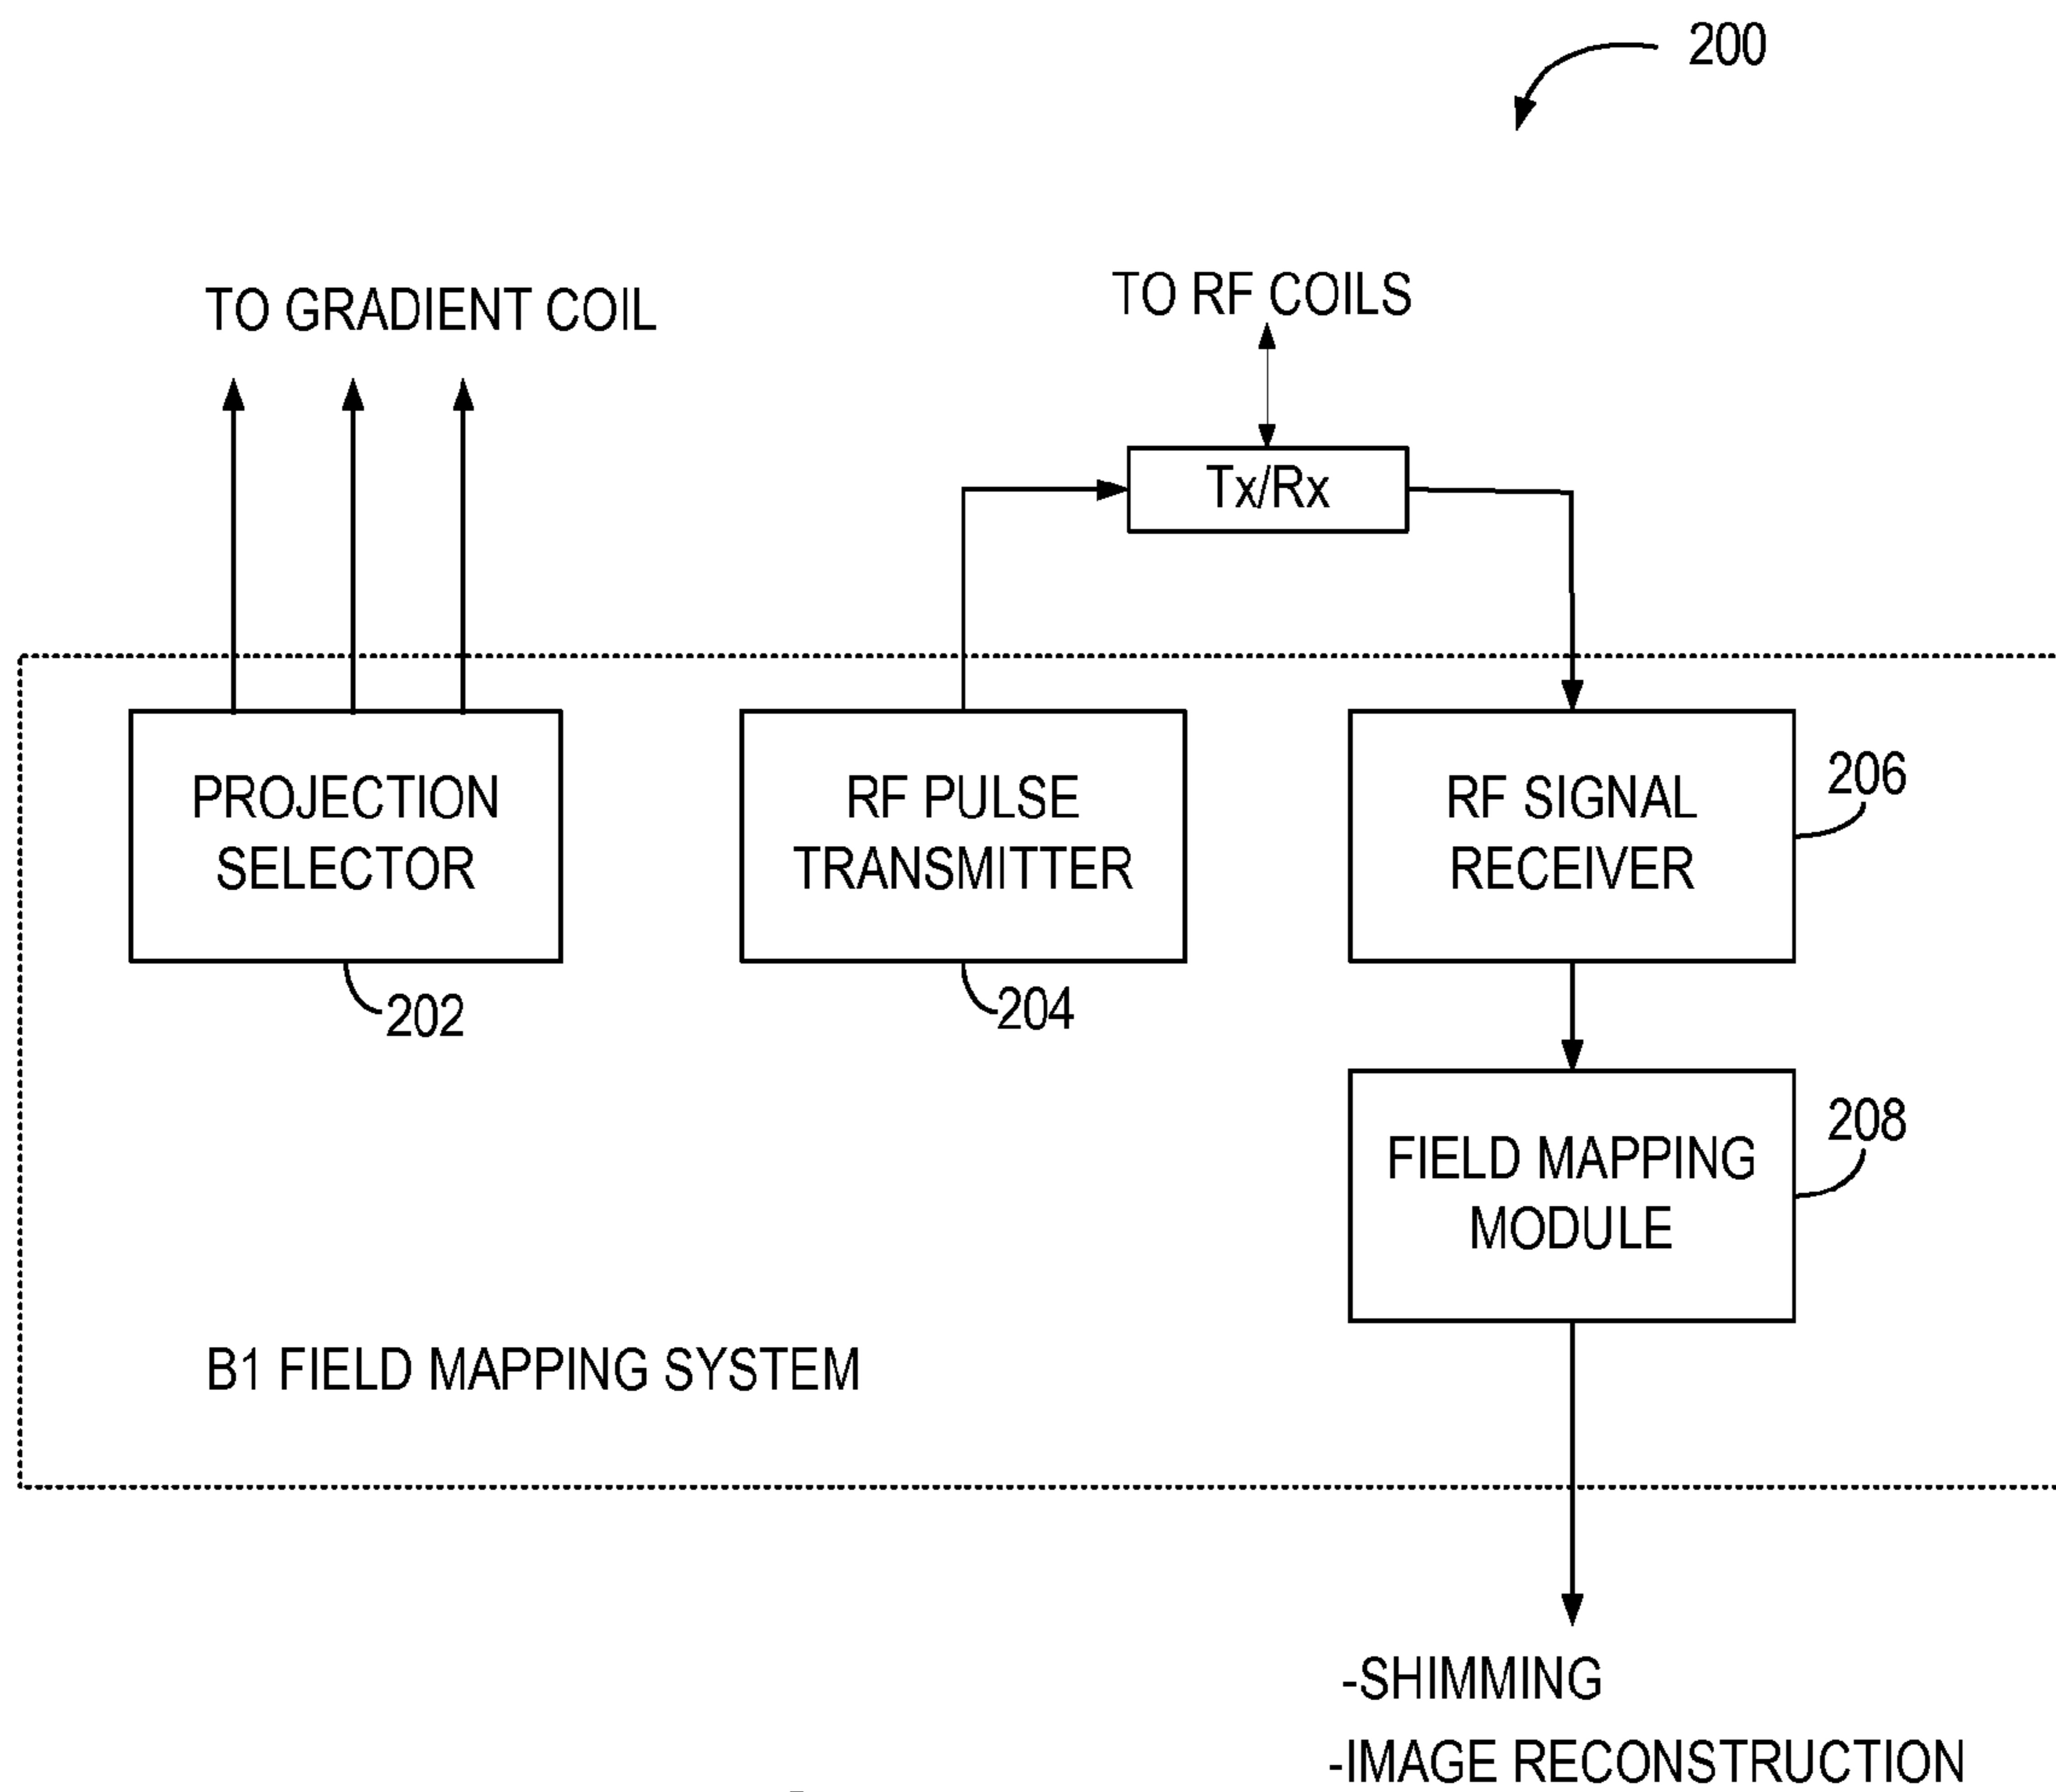 200
TO GRADIENT COIL
TO RF COILS
Tx/Rx
PROJECTION
SELECTOR
202
RF PULSE
TRANSMITTER
204
RF SIGNAL
RECEIVER
206
FIELD MAPPING
MODULE
208
B1 FIELD MAPPING SYSTEM
-SHIMMING
-IMAGE RECONSTRUCTION